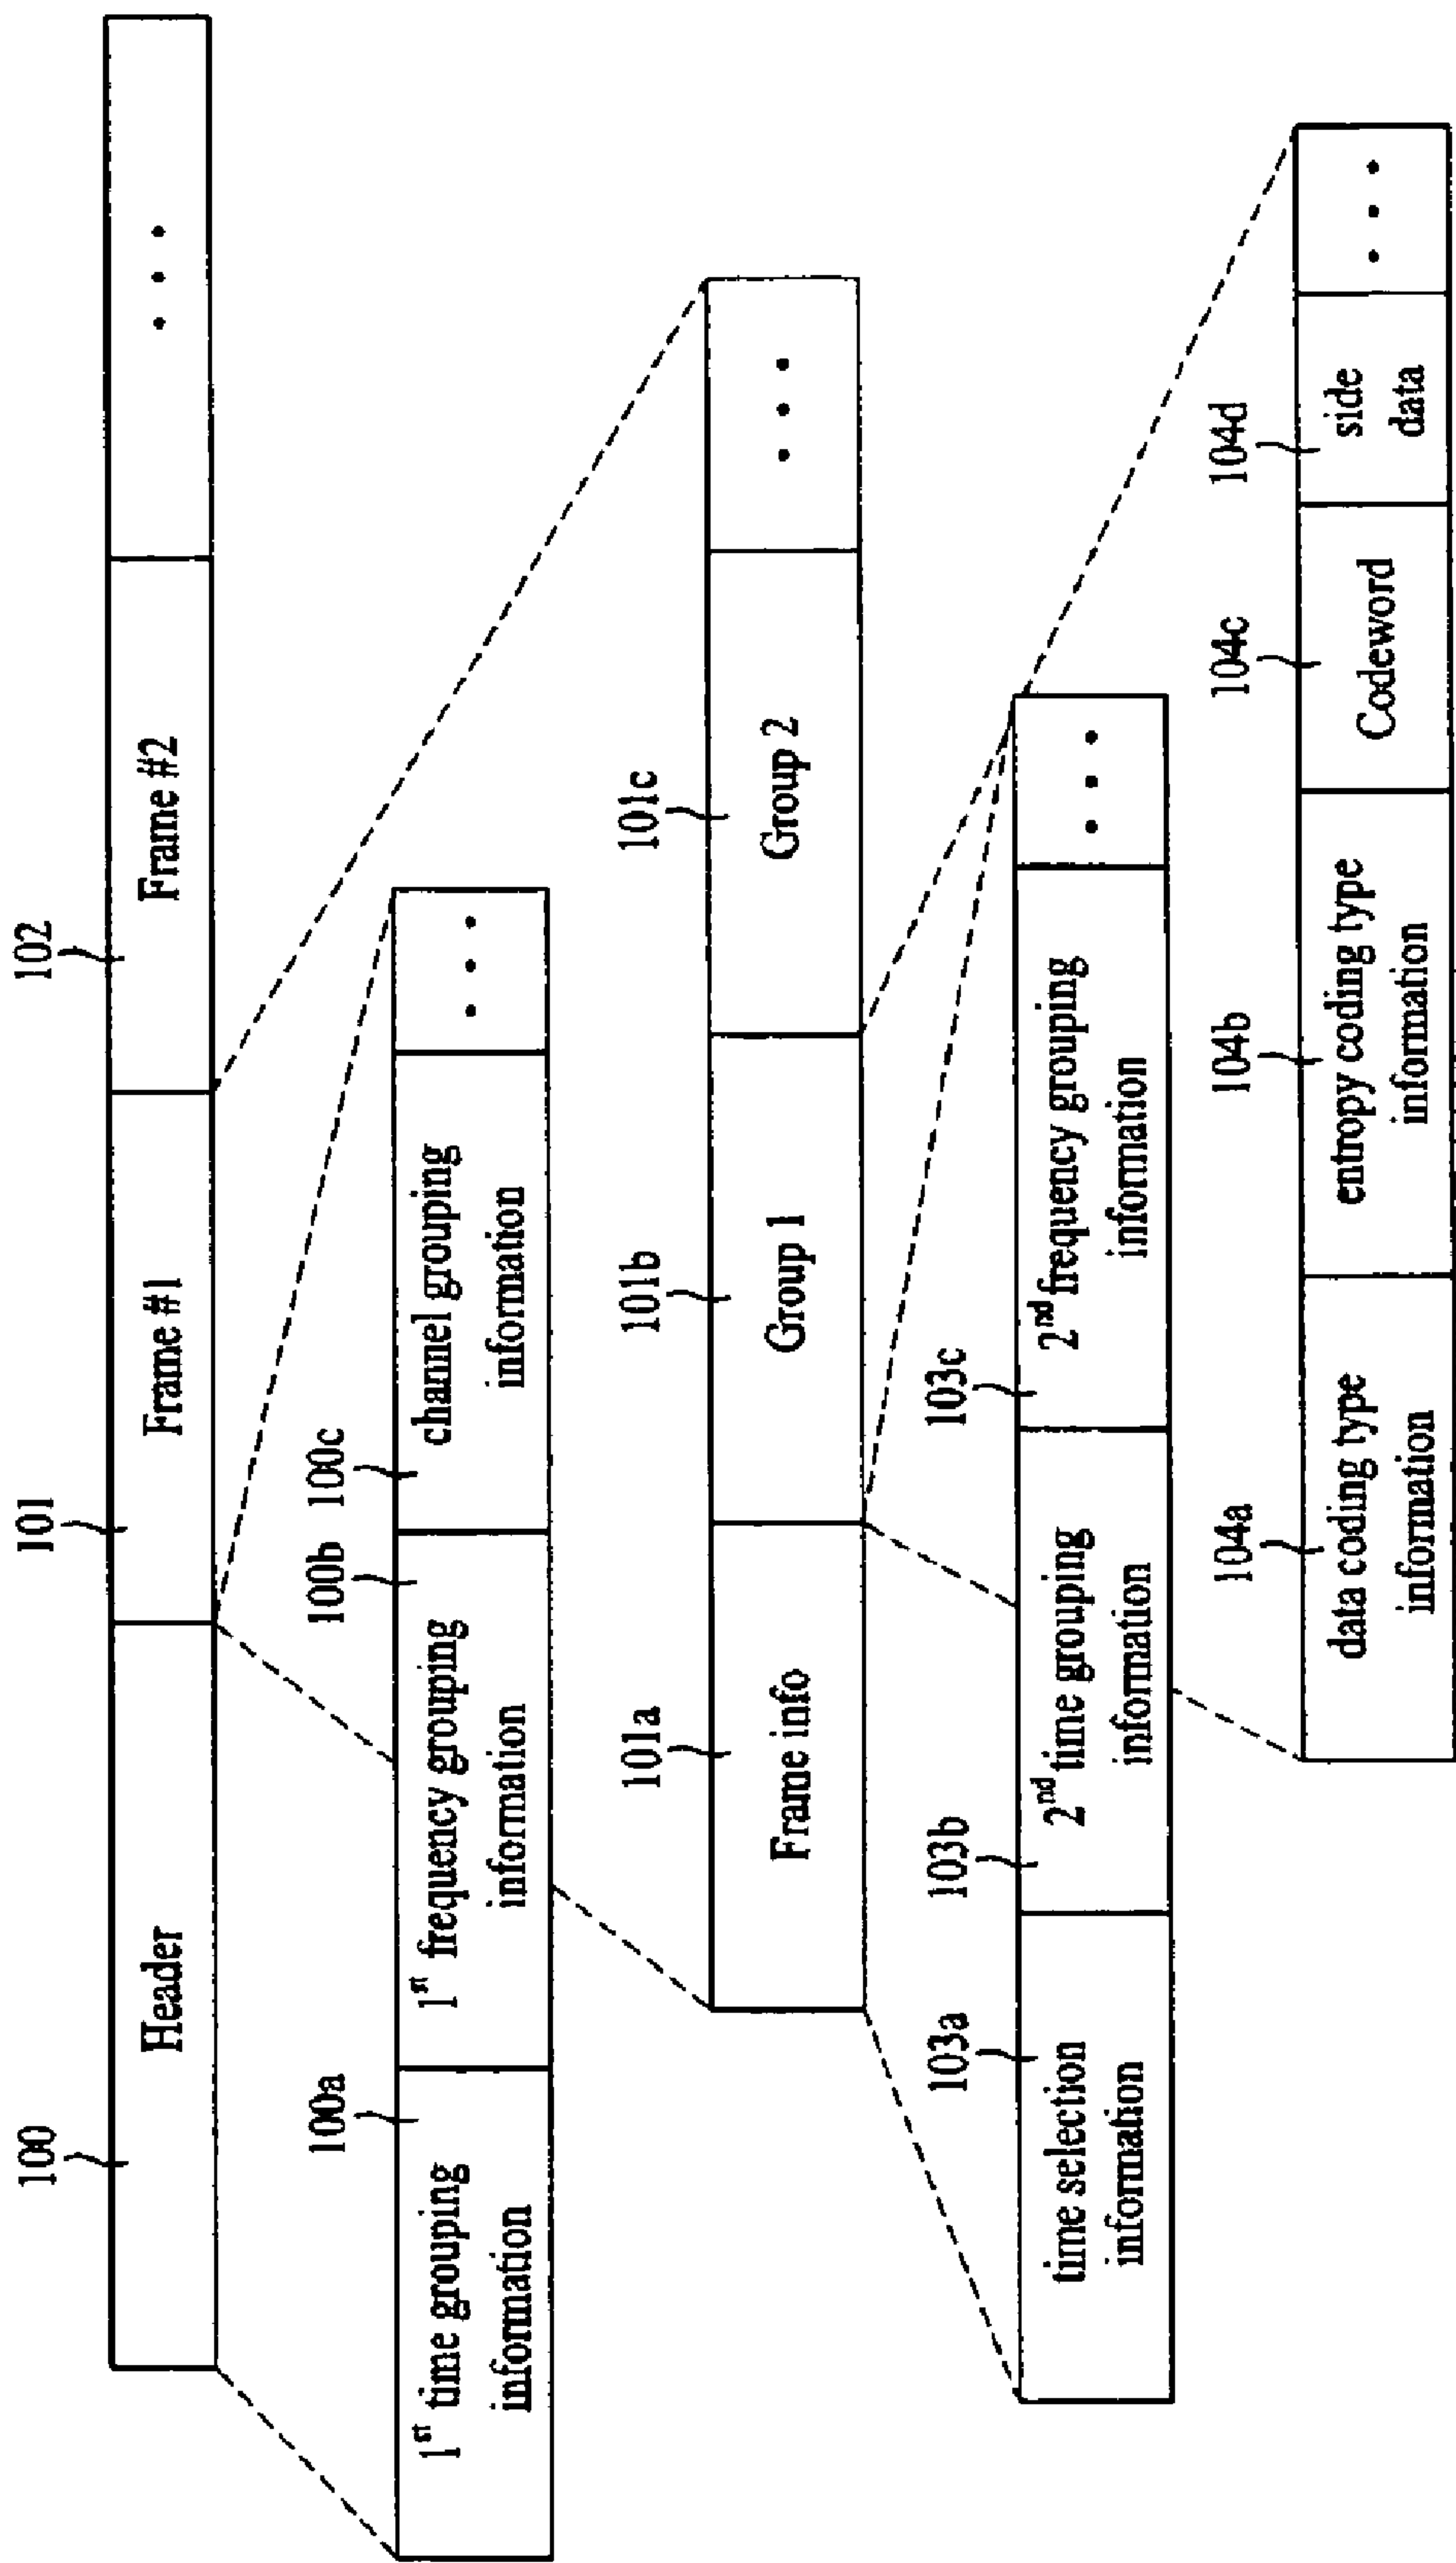 100
101
102
Header
Frame #1
Frame #2
• • •
100a
100b
100c
1st time grouping
information
1st frequency grouping
information
channel grouping
information
• • •
101a
101b
101c
Frame info
Group 1
Group 2
• • •
103a
103b
103c
time selection
information
2nd time grouping
information
2nd frequency grouping
information
• • •
104a
104b
104c
104d
data coding type
information
entropy coding type
information
Codeword
side
data
• • •